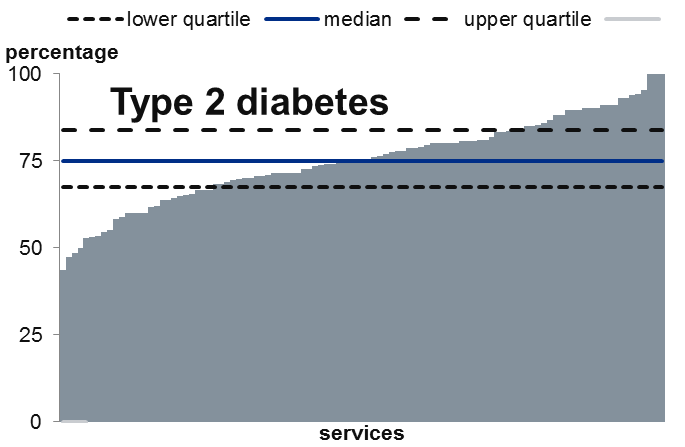 lower quartile median upper quartile
percentage
100
Type 2 diabetes
75
50
25
0
services